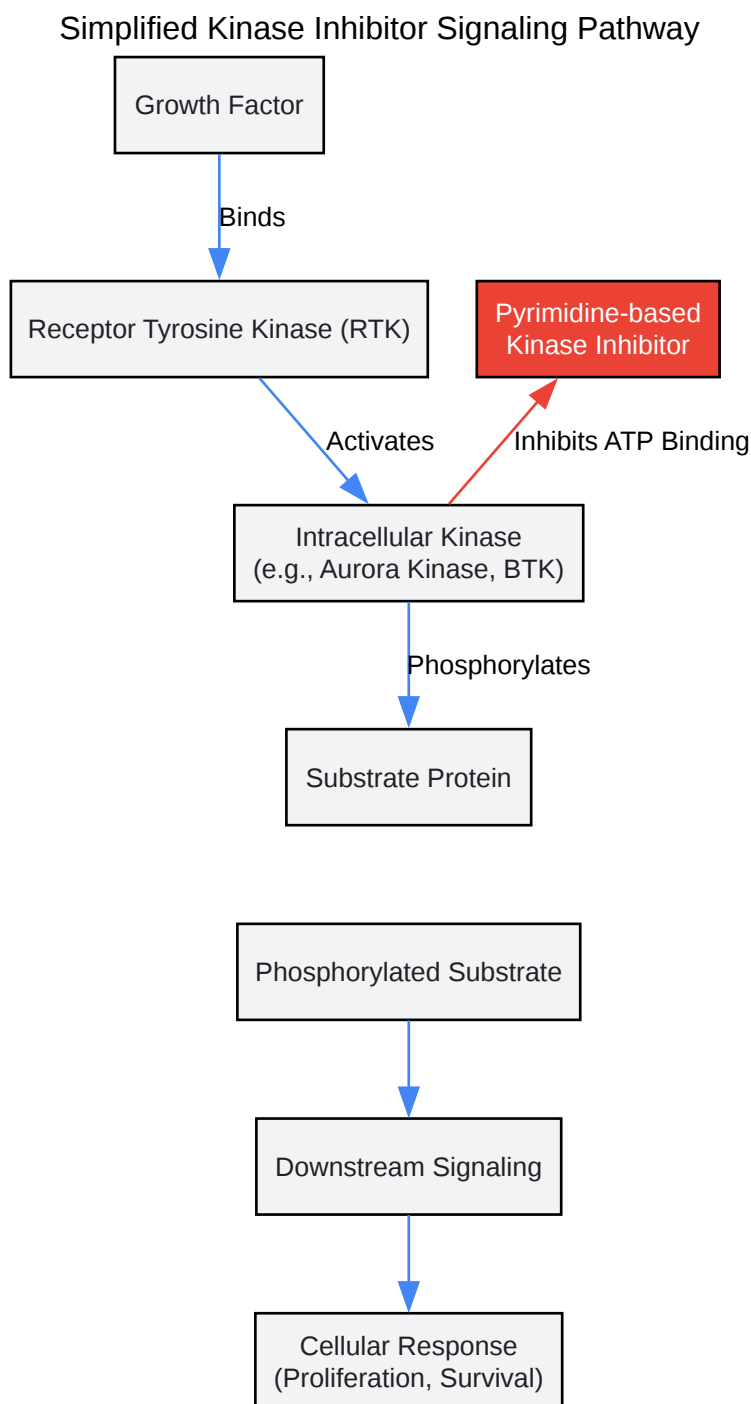 Simplified Kinase Inhibitor Signaling Pathway
Growth Factor
Binds
Receptor Tyrosine Kinase (RTK)
Pyrimidine-based
Kinase Inhibitor
Activates
Inhibits ATP Binding
Intracellular Kinase
(e.g., Aurora Kinase, BTK)
Phosphorylates
Substrate Protein
Phosphorylated Substrate
Downstream Signaling
Cellular Response
(Proliferation, Survival)